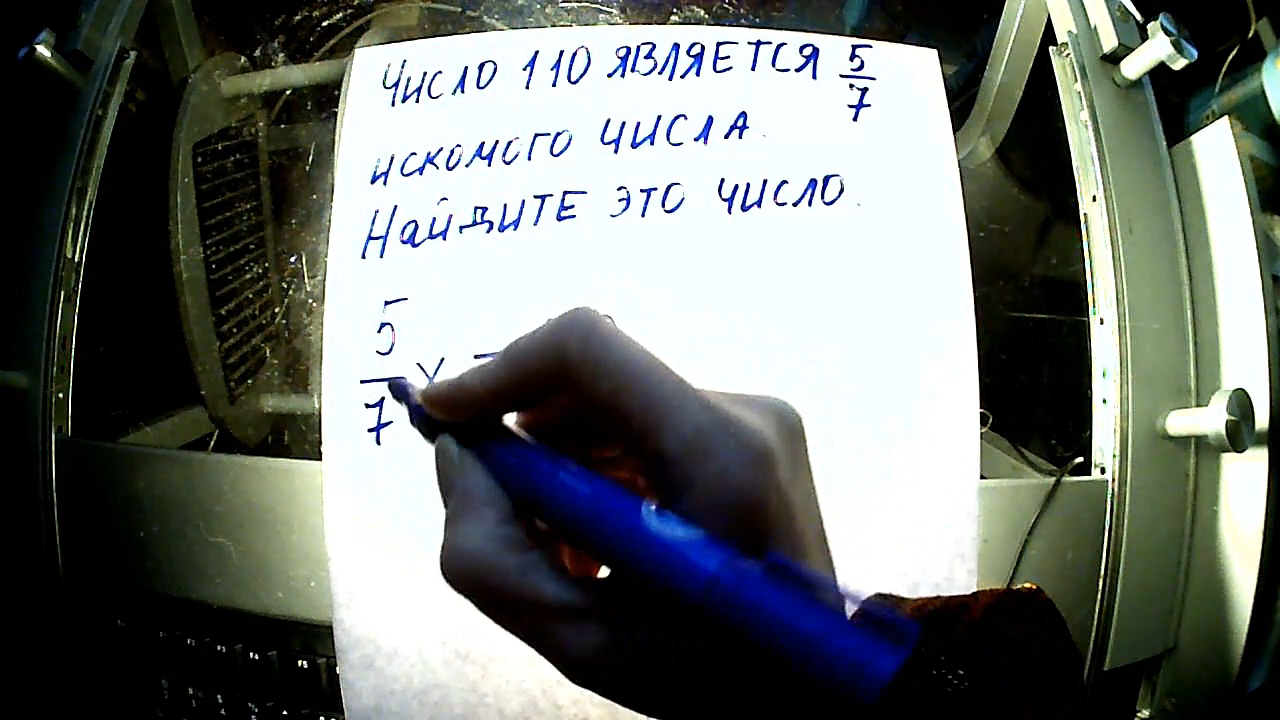 Число 110 является 5/7
искомого числа.
Найдите это число.
5/7 x =